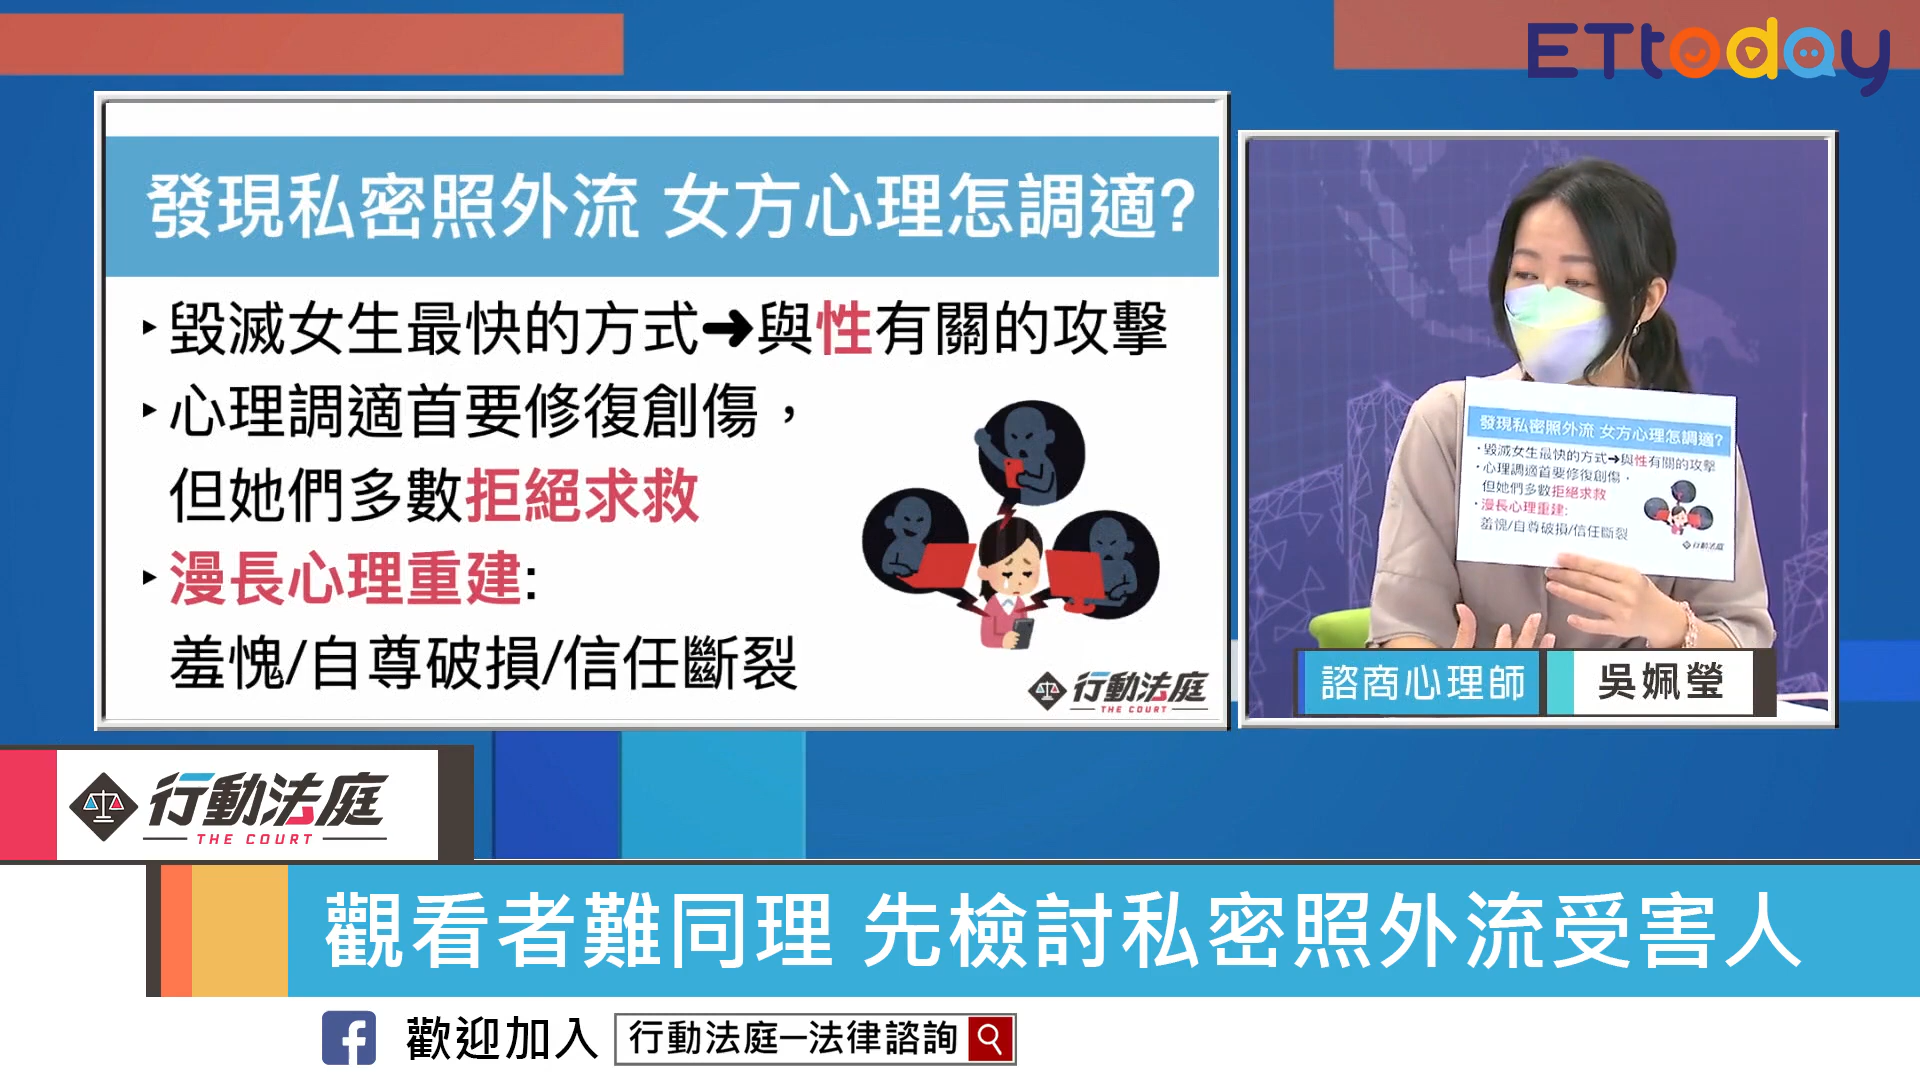 ETtoday
發現私密照外流 女方心理怎調適?
‣毀滅女生最快的方式➜與性有關的攻擊
‣心理調適首要修復創傷，
但她們多數拒絕求救
‣漫長心理重建:
羞愧/自尊破損/信任斷裂
行動法庭
THE COURT
發現私密照外流 女方心理怎調適?
‧毀滅女生最快的方式➜與性有關的攻擊
‧心理調適首要修復創傷，
但她們多數拒絕求救
‧漫長心理重建:
羞愧/自尊破損/信任斷裂
行動法庭
諮商心理師 吳姵瑩
行動法庭
THE COURT
觀看者難同理 先檢討私密照外流受害人
f 歡迎加入 行動法庭─法律諮詢